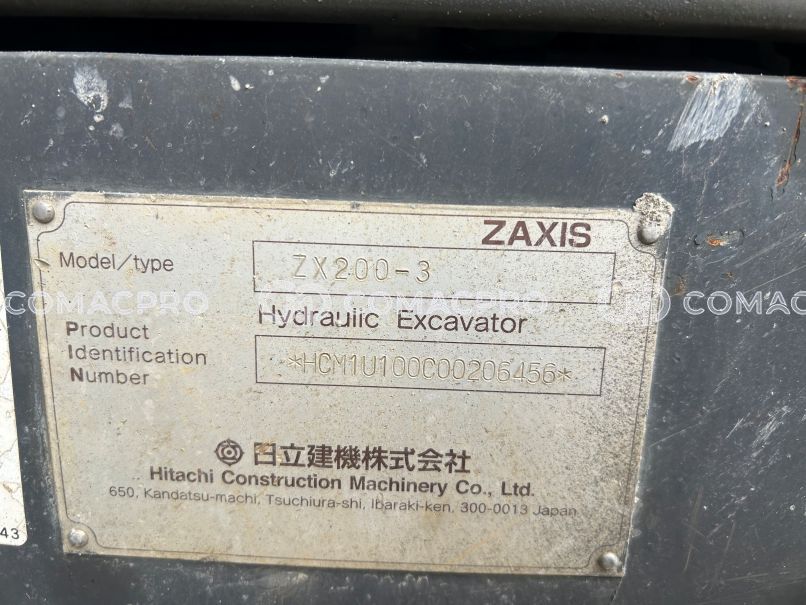 ZAXIS
Model/type ZX200-3
Hydraulic Excavator
Product
Identification *HCM1U100C00206456*
Number
日立建機株式会社
Hitachi Construction Machinery Co., Ltd.
650, Kandatsu-machi, Tsuchiura-shi, Ibaraki-ken, 300-0013 Japan
43
COMACPRO COMACPRO COMACPRO